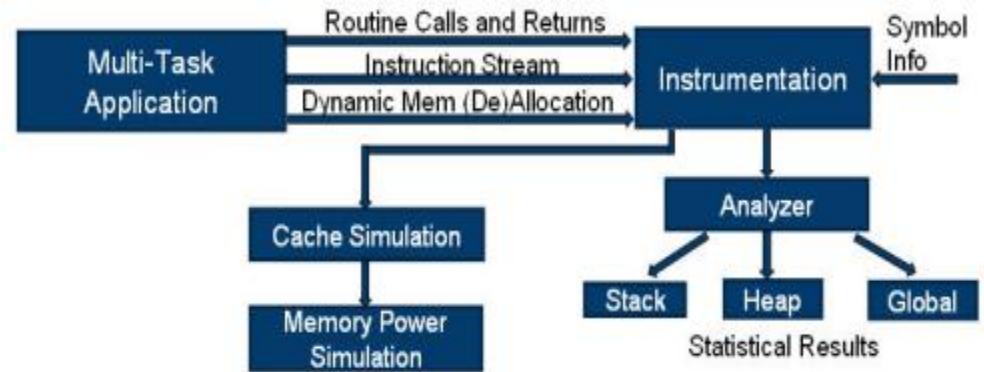 Multi-Task
Application
Routine Calls and Returns
Instruction Stream
Dynamic Mem (De)Allocation
Instrumentation
Symbol
Info
Cache Simulation
Memory Power
Simulation
Analyzer
Stack
Heap
Global
Statistical Results